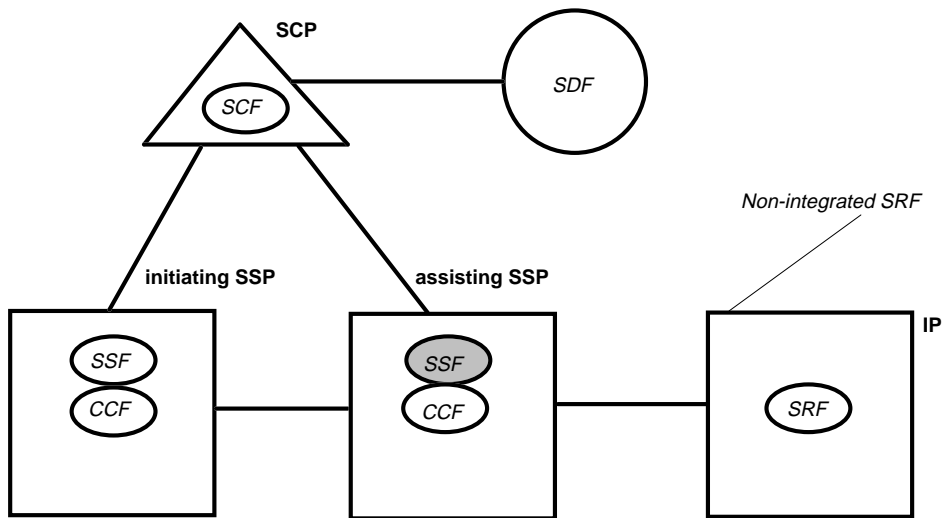 SCP
SCF
SDF
Non-integrated SRF
initiating SSP
assisting SSP
IP
SSF
CCF
SSF
CCF
SRF